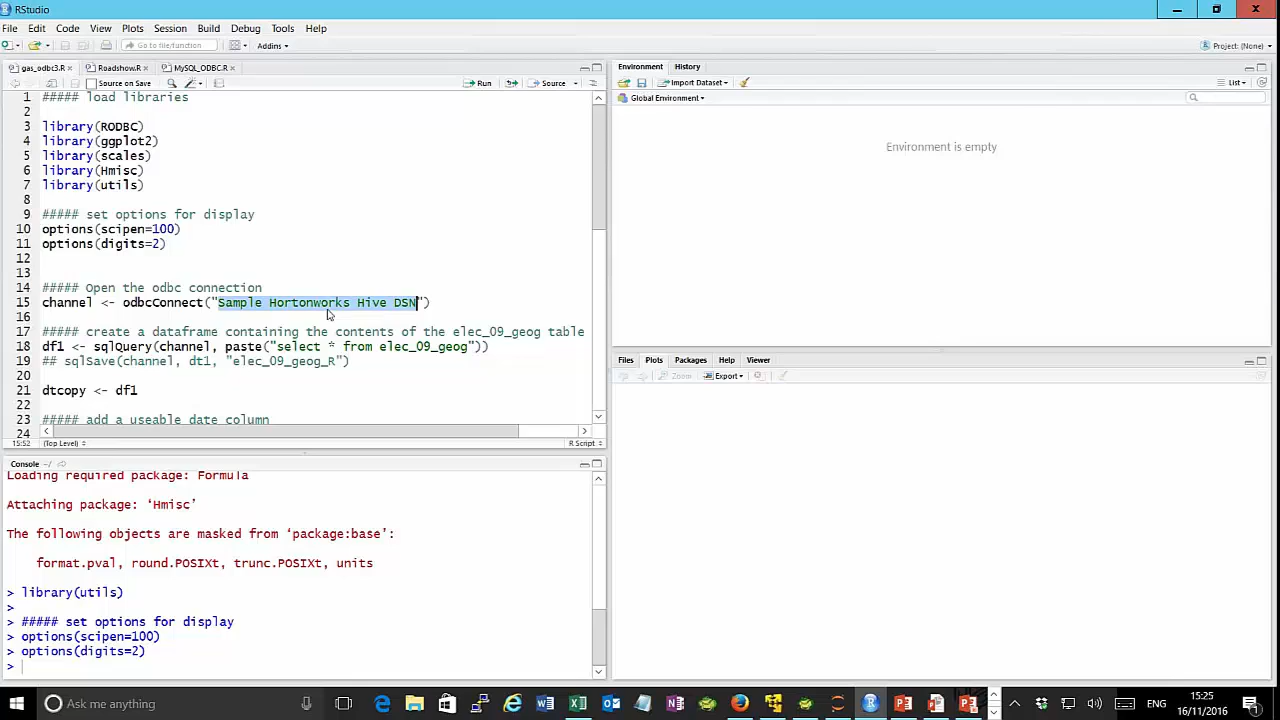 RStudio
File Edit Code View Plots Session Build Debug Tools Help
Go to file/function Addins Project: (None)
gas_odbc3.R Roadshow.R MySQL_ODBC.R
Source on Save Run Source
1 ##### load libraries
2
3 library(RODBC)
4 library(ggplot2)
5 library(scales)
6 library(Hmisc)
7 library(utils)
8
9 ##### set options for display
10 options(scipen=100)
11 options(digits=2)
12
13
14 ##### Open the odbc connection
15 channel <- odbcConnect("Sample Hortonworks Hive DSN")
16
17 ##### create a dataframe containing the contents of the elec_09_geog table
18 df1 <- sqlQuery(channel, paste("select * from elec_09_geog"))
19 ## sqlSave(channel, dt1, "elec_09_geog_R")
20
21 dtcopy <- df1
22
23 ##### add a useable date column
24
15:52 (Top Level) R Script
Console ~/
Loading required package: Formula
Attaching package: ‘Hmisc’
The following objects are masked from ‘package:base’:
format.pval, round.POSIXt, trunc.POSIXt, units
> library(utils)
>
> ##### set options for display
> options(scipen=100)
> options(digits=2)
>
Environment History
Import Dataset List
Global Environment
Environment is empty
Files Plots Packages Help Viewer
Zoom Export
Ask me anything
ENG
15:25
16/11/2016